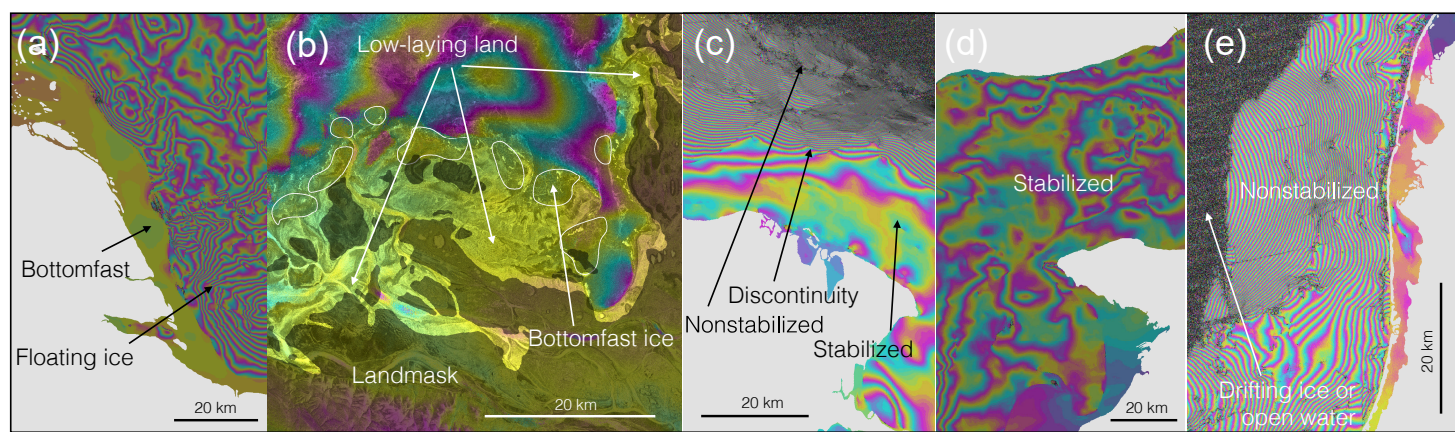 (a)
Bottomfast
Floating ice
20 km
(b)
Low-laying land
Bottomfast ice
Landmask
20 km
(c)
Discontinuity
Nonstabilized
Stabilized
20 km
(d)
Stabilized
20 km
(e)
Nonstabilized
20 km
Drifting ice or
open water